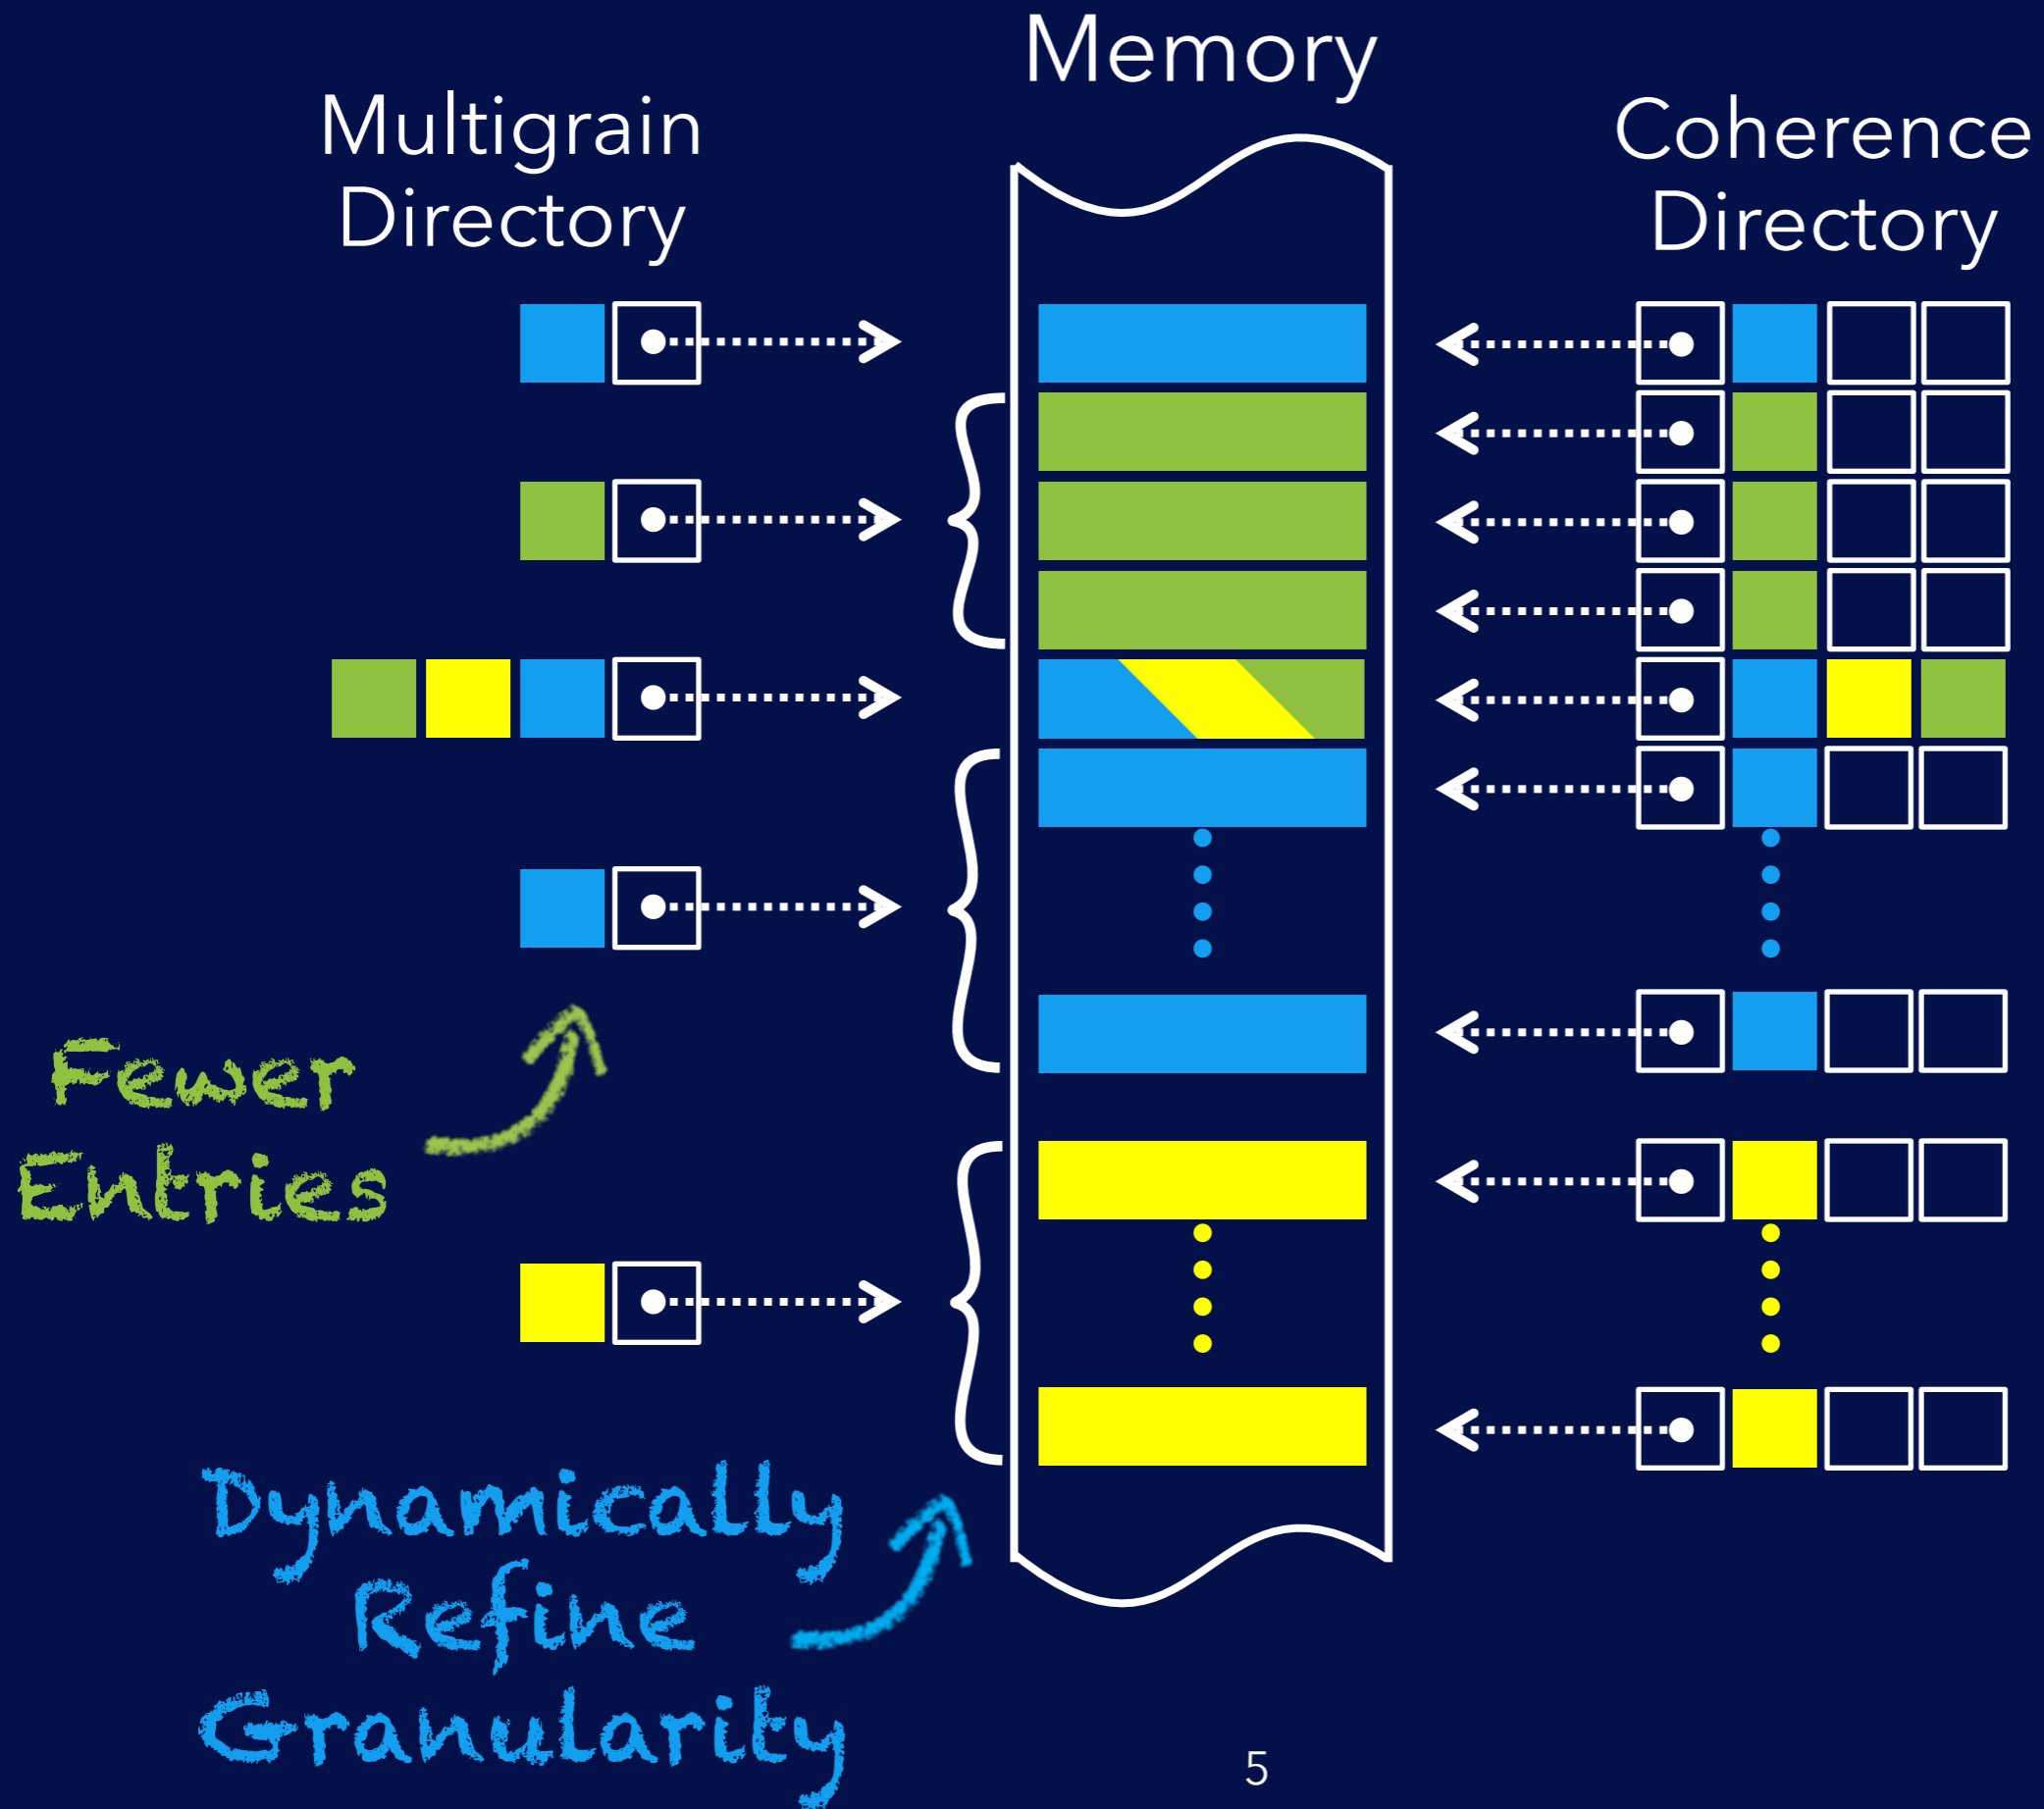 Memory
Multigrain
Directory
Coherence
Directory
Fewer
Entries
Dynamically
Refine
Granularity
5